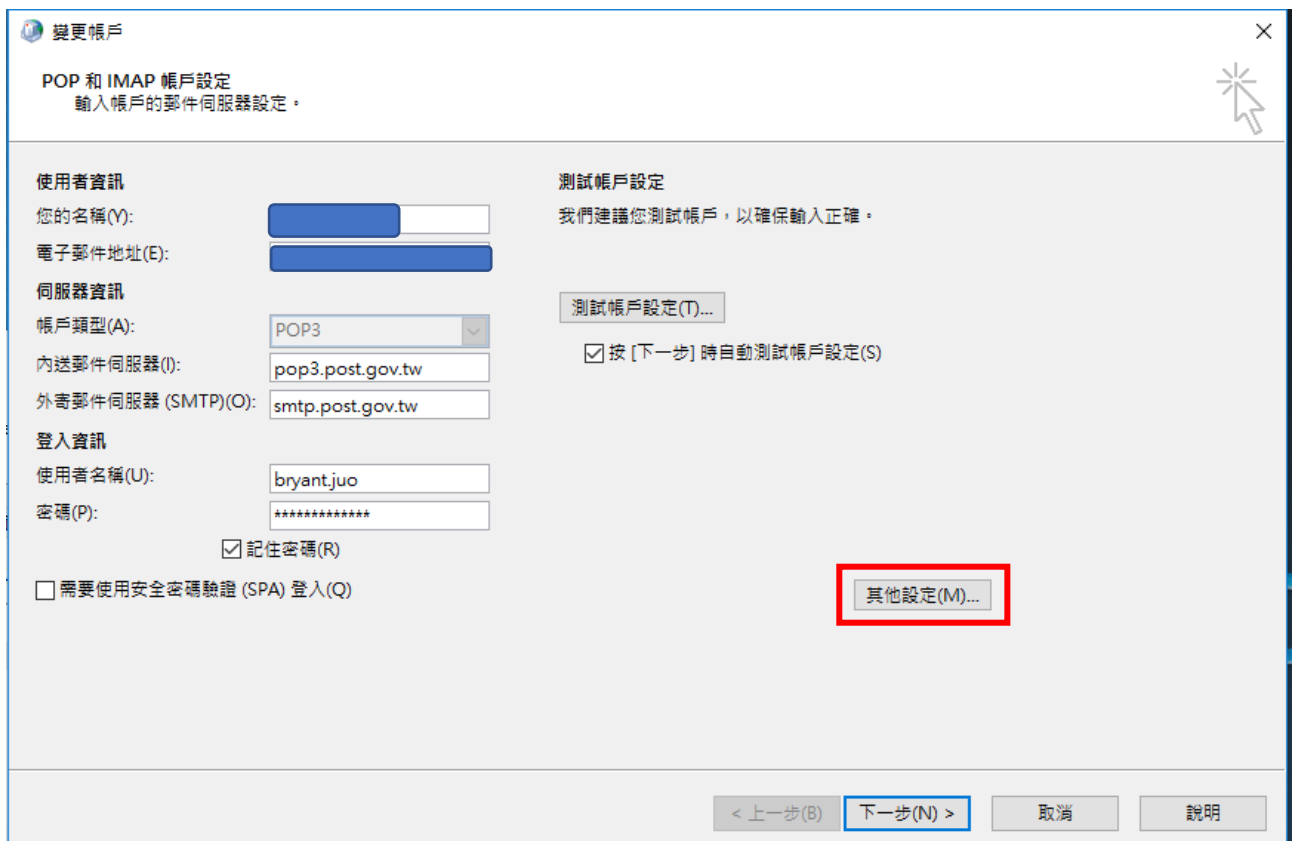 變更帳戶
POP 和 IMAP 帳戶設定
輸入帳戶的郵件伺服器設定。
使用者資訊
您的名稱(Y):
電子郵件地址(E):
伺服器資訊
帳戶類型(A): POP3
內送郵件伺服器(I): pop3.post.gov.tw
外寄郵件伺服器 (SMTP)(O): smtp.post.gov.tw
登入資訊
使用者名稱(U): bryant.juo
密碼(P): *************
記住密碼(R)
需要使用安全密碼驗證 (SPA) 登入(Q)
測試帳戶設定
我們建議您測試帳戶，以確保輸入正確。
測試帳戶設定(T)...
按 [下一步] 時自動測試帳戶設定(S)
其他設定(M)...
< 上一步(B) 下一步(N) > 取消 說明